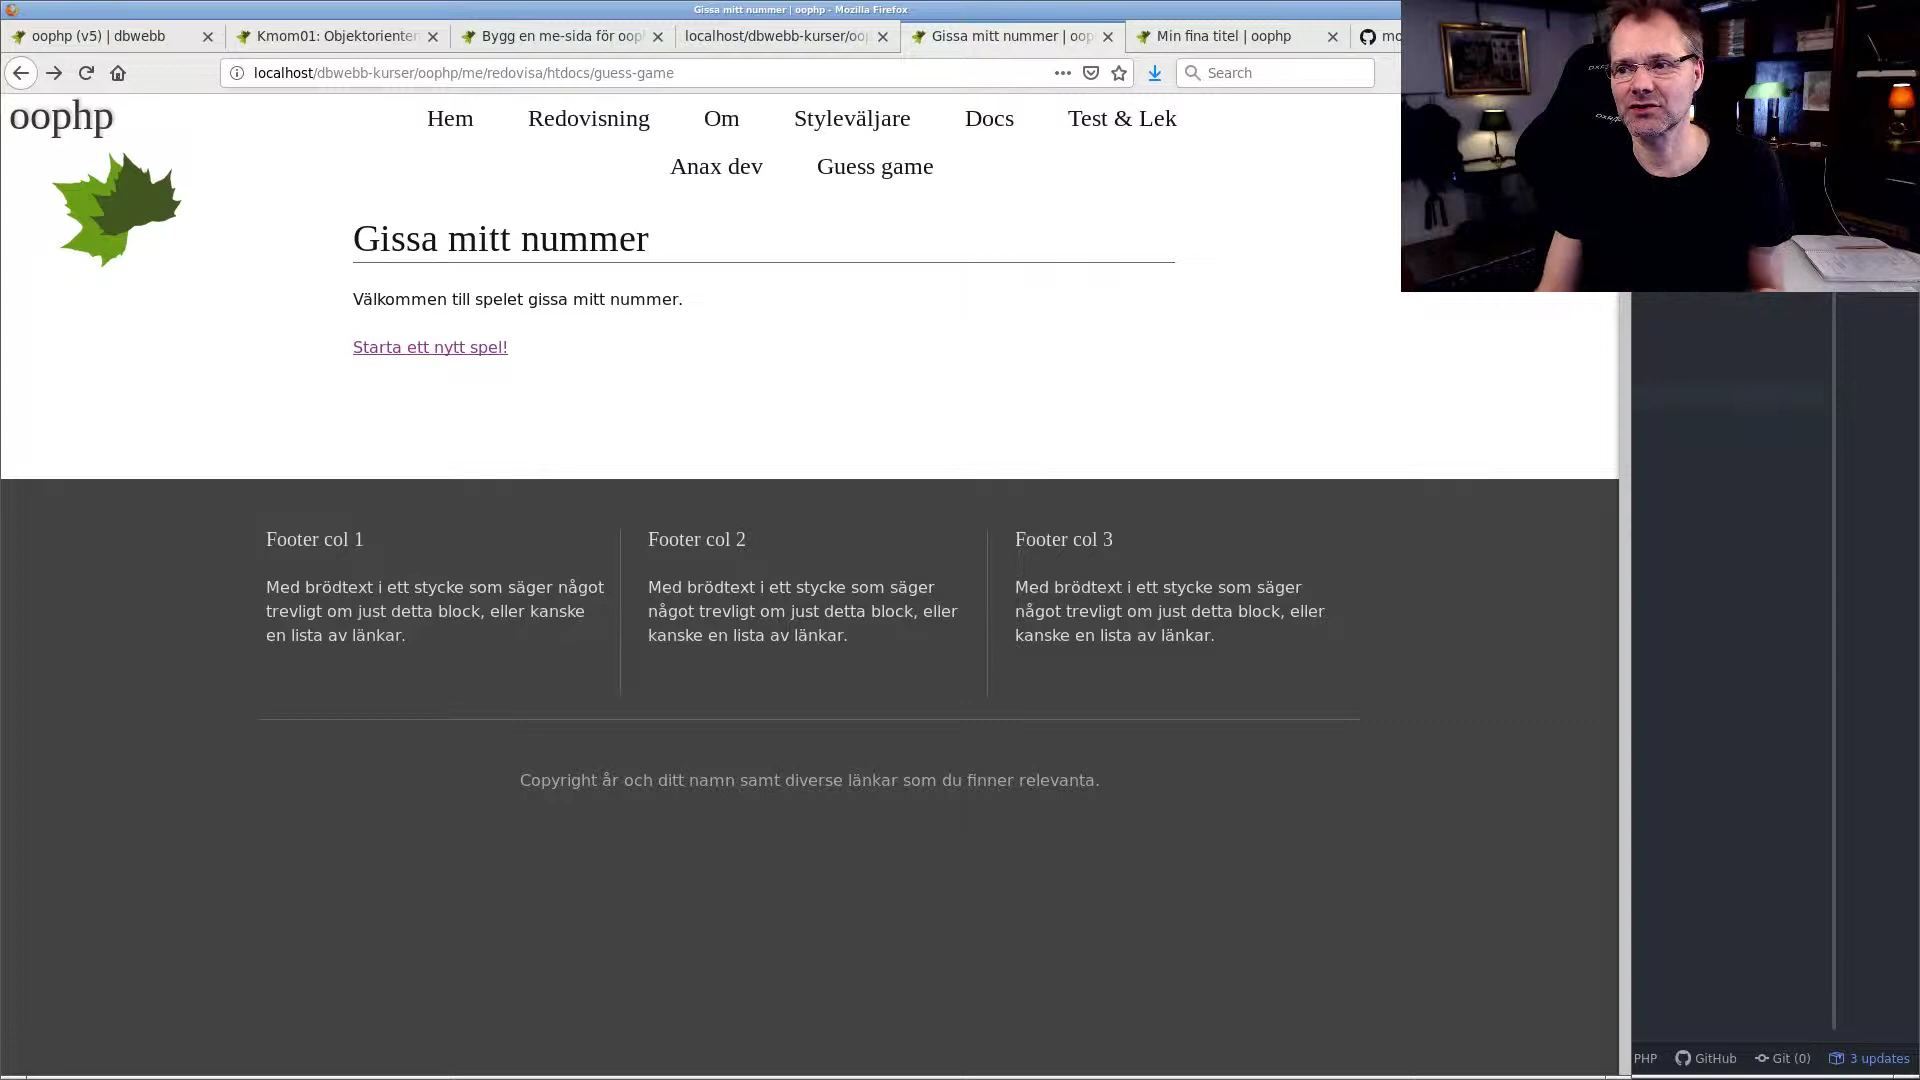 Gissa mitt nummer | oophp - Mozilla Firefox
oophp (v5) | dbwebb
Kmom01: Objektorienter
Bygg en me-sida för oop
localhost/dbwebb-kurser/oop
Gissa mitt nummer | oop
Min fina titel | oophp
mo
localhost/dbwebb-kurser/oophp/me/redovisa/htdocs/guess-game
Search
oophp
Hem Redovisning Om Styleväljare Docs Test & Lek
Anax dev Guess game
Gissa mitt nummer
Välkommen till spelet gissa mitt nummer.
Starta ett nytt spel!
Footer col 1
Med brödtext i ett stycke som säger något
trevligt om just detta block, eller kanske
en lista av länkar.
Footer col 2
Med brödtext i ett stycke som säger
något trevligt om just detta block, eller
kanske en lista av länkar.
Footer col 3
Med brödtext i ett stycke som säger
något trevligt om just detta block, eller
kanske en lista av länkar.
Copyright år och ditt namn samt diverse länkar som du finner relevanta.
PHP GitHub Git (0) 3 updates